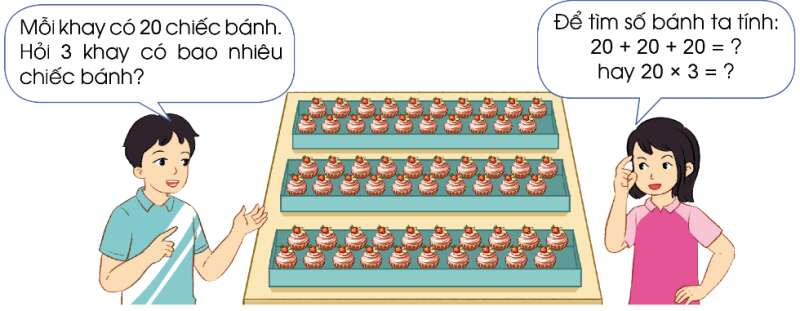 Mỗi khay có 20 chiếc bánh.
Hỏi 3 khay có bao nhiêu
chiếc bánh?
Để tìm số bánh ta tính:
20 + 20 + 20 = ?
hay 20 × 3 = ?